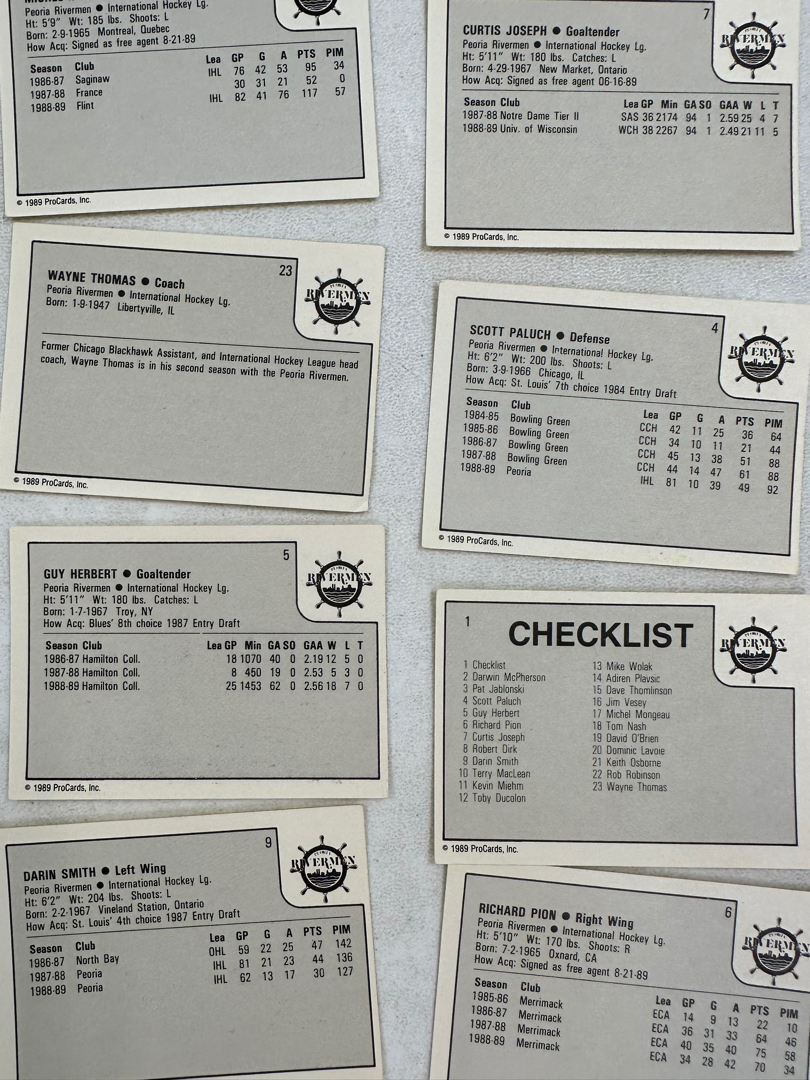 Peoria Rivermen ● International Hockey Lg.
Ht: 5'9" Wt: 185 lbs. Shoots: L
Born: 2-9-1965 Montreal, Quebec
How Acq: Signed as free agent 8-21-89
Season Club Lea GP G A PTS PIM
1986-87 Saginaw IHL 76 42 53 95 34
1987-88 France 30 31 21 52 0
1988-89 Flint IHL 82 41 76 117 57
© 1989 ProCards, Inc.
7
CURTIS JOSEPH ● Goaltender
Peoria Rivermen ● International Hockey Lg.
Ht: 5'11" Wt: 180 lbs. Catches: L
Born: 4-29-1967 New Market, Ontario
How Acq: Signed as free agent 06-16-89
RIVERMEN
Season Club Lea GP Min GA SO GAA W L T
1987-88 Notre Dame Tier II SAS 36 2174 94 1 2.59 25 4 7
1988-89 Univ. of Wisconsin WCH 38 2267 94 1 2.49 21 11 5
© 1989 ProCards, Inc.
23
WAYNE THOMAS ● Coach
Peoria Rivermen ● International Hockey Lg.
Born: 1-9-1947 Libertyville, IL
PEORIA
RIVERMEN
Former Chicago Blackhawk Assistant, and International Hockey League head
coach, Wayne Thomas is in his second season with the Peoria Rivermen.
© 1989 ProCards, Inc.
4
SCOTT PALUCH ● Defense
Peoria Rivermen ● International Hockey Lg.
Ht: 6'2" Wt: 200 lbs. Shoots: L
Born: 3-9-1966 Chicago, IL
How Acq: St. Louis' 7th choice 1984 Entry Draft
PEORIA
RIVERMEN
Season Club Lea GP G A PTS PIM
1984-85 Bowling Green CCH 42 11 25 36 64
1985-86 Bowling Green CCH 34 10 11 21 44
1986-87 Bowling Green CCH 45 13 38 51 88
1987-88 Bowling Green CCH 44 14 47 61 88
1988-89 Peoria IHL 81 10 39 49 92
© 1989 ProCards, Inc.
5
GUY HERBERT ● Goaltender
Peoria Rivermen ● International Hockey Lg.
Ht: 5'11" Wt: 180 lbs. Catches: L
Born: 1-7-1967 Troy, NY
How Acq: Blues' 8th choice 1987 Entry Draft
PEORIA
RIVERMEN
Season Club Lea GP Min GA SO GAA W L T
1986-87 Hamilton Coll. 18 1070 40 0 2.19 12 5 0
1987-88 Hamilton Coll. 8 450 19 0 2.53 5 3 0
1988-89 Hamilton Coll. 25 1453 62 0 2.56 18 7 0
© 1989 ProCards, Inc.
1
CHECKLIST
PEORIA
RIVERMEN
1 Checklist
2 Darwin McPherson
3 Pat Jablonski
4 Scott Paluch
5 Guy Herbert
6 Richard Pion
7 Curtis Joseph
8 Robert Dirk
9 Darin Smith
10 Terry MacLean
11 Kevin Miehm
12 Toby Ducolon
13 Mike Wolak
14 Adiren Plavsic
15 Dave Thomlinson
16 Jim Vesey
17 Michel Mongeau
18 Tom Nash
19 David O'Brien
20 Dominic Lavoie
21 Keith Osborne
22 Rob Robinson
23 Wayne Thomas
© 1989 ProCards, Inc.
9
DARIN SMITH ● Left Wing
Peoria Rivermen ● International Hockey Lg.
Ht: 6'2" Wt: 204 lbs. Shoots: L
Born: 2-2-1967 Vineland Station, Ontario
How Acq: St. Louis' 4th choice 1987 Entry Draft
PEORIA
RIVERMEN
Season Club Lea GP G A PTS PIM
1986-87 North Bay OHL 59 22 25 47 142
1987-88 Peoria IHL 81 21 23 44 136
1988-89 Peoria IHL 62 13 17 30 127
6
RICHARD PION ● Right Wing
Peoria Rivermen ● International Hockey Lg.
Ht: 5'10" Wt: 170 lbs. Shoots: R
Born: 7-2-1965 Oxnard, CA
How Acq: Signed as free agent 8-21-89
PEORIA
RIVERMEN
Season Club Lea GP G A PTS PIM
1985-86 Merrimack ECA 14 9 13 22 10
1986-87 Merrimack ECA 36 31 33 64 46
1987-88 Merrimack ECA 40 35 40 75 58
1988-89 Merrimack ECA 34 28 42 70 34